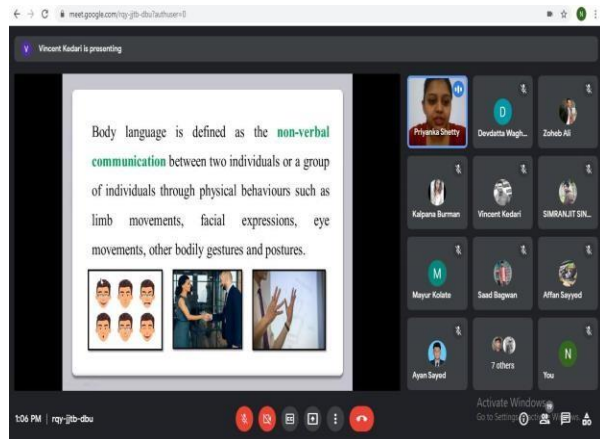 meet.google.com/rqy-jjtb-dbu?authuser=0
Vincent Kedari is presenting
Body language is defined as the non-verbal
communication between two individuals or a group
of individuals through physical behaviours such as
limb movements, facial expressions, eye
movements, other bodily gestures and postures.
Priyanka Shetty
D
Devdatta Wagh...
Zoheb Ali
Kalpana Burman
Vincent Kedari
SIMRANJIT SIN...
M
Mayur Kolate
Saad Bagwan
Affan Sayyed
Ayan Sayed
7 others
N
You
Activate Windows
Go to Settings
1:06 PM | rqy-jjtb-dbu